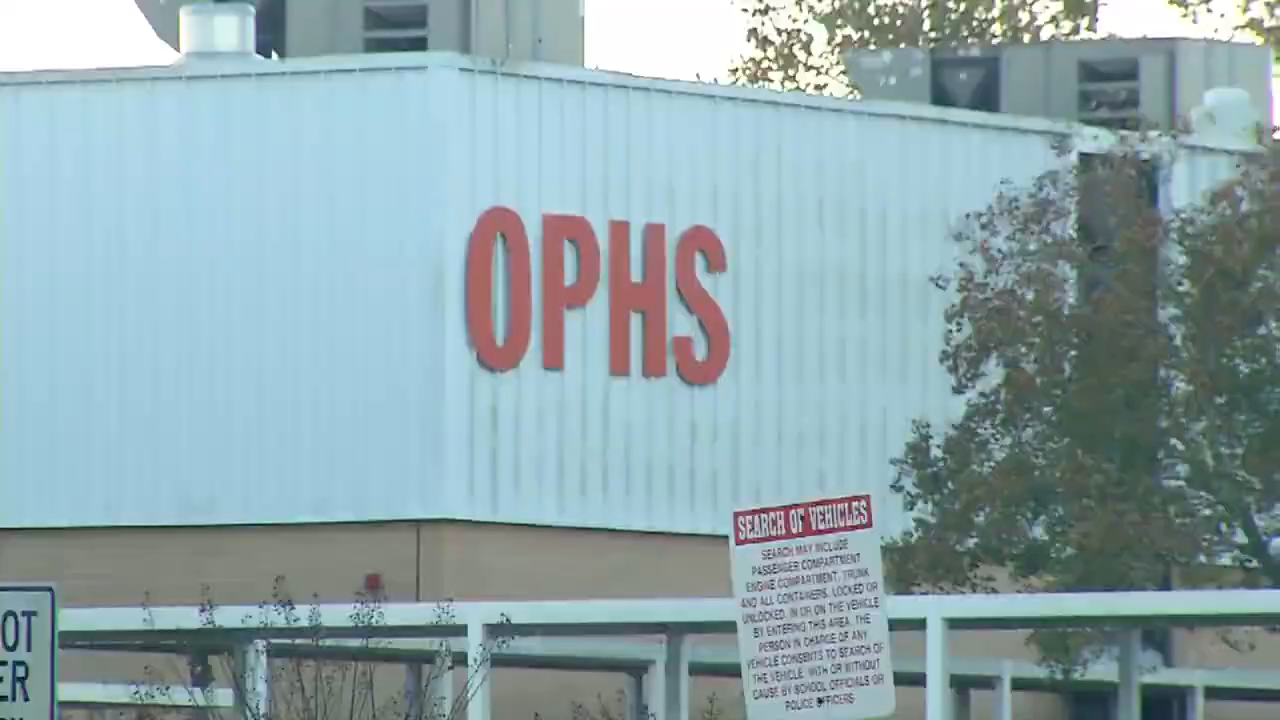 OPHS
SEARCH OF VEHICLES
SEARCH MAY INCLUDE
PASSENGER COMPARTMENT
ENGINE COMPARTMENT, TRUNK
AND ALL CONTAINERS, LOCKED OR
UNLOCKED, IN OR ON THE VEHICLE
BY ENTERING THIS AREA, THE
PERSON IN CHARGE OF ANY
VEHICLE CONSENTS TO SEARCH OF
THE VEHICLE, WITH OR WITHOUT
CAUSE BY SCHOOL OFFICIALS OR
POLICE OFFICERS
OT
ER